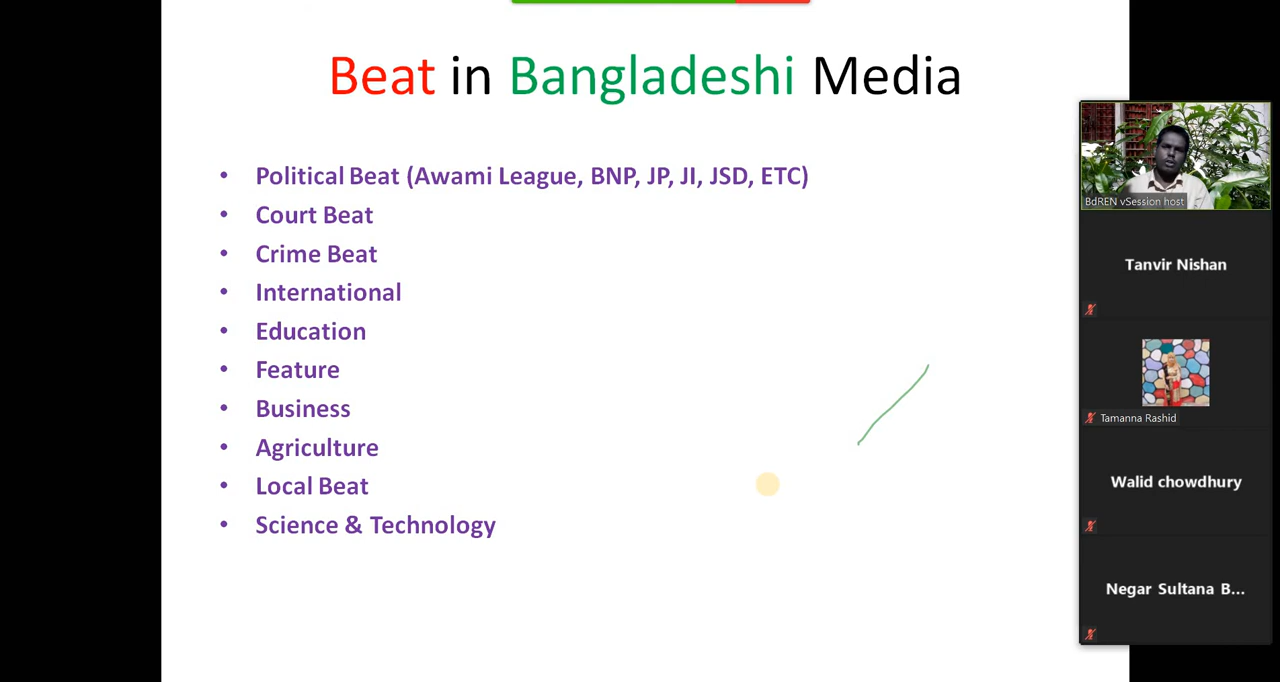 Beat in Bangladeshi Media
• Political Beat (Awami League, BNP, JP, JI, JSD, ETC)
• Court Beat
• Crime Beat
• International
• Education
• Feature
• Business
• Agriculture
• Local Beat
• Science & Technology
BdREN vSession host
Tanvir Nishan
Tamanna Rashid
Walid chowdhury
Negar Sultana B...